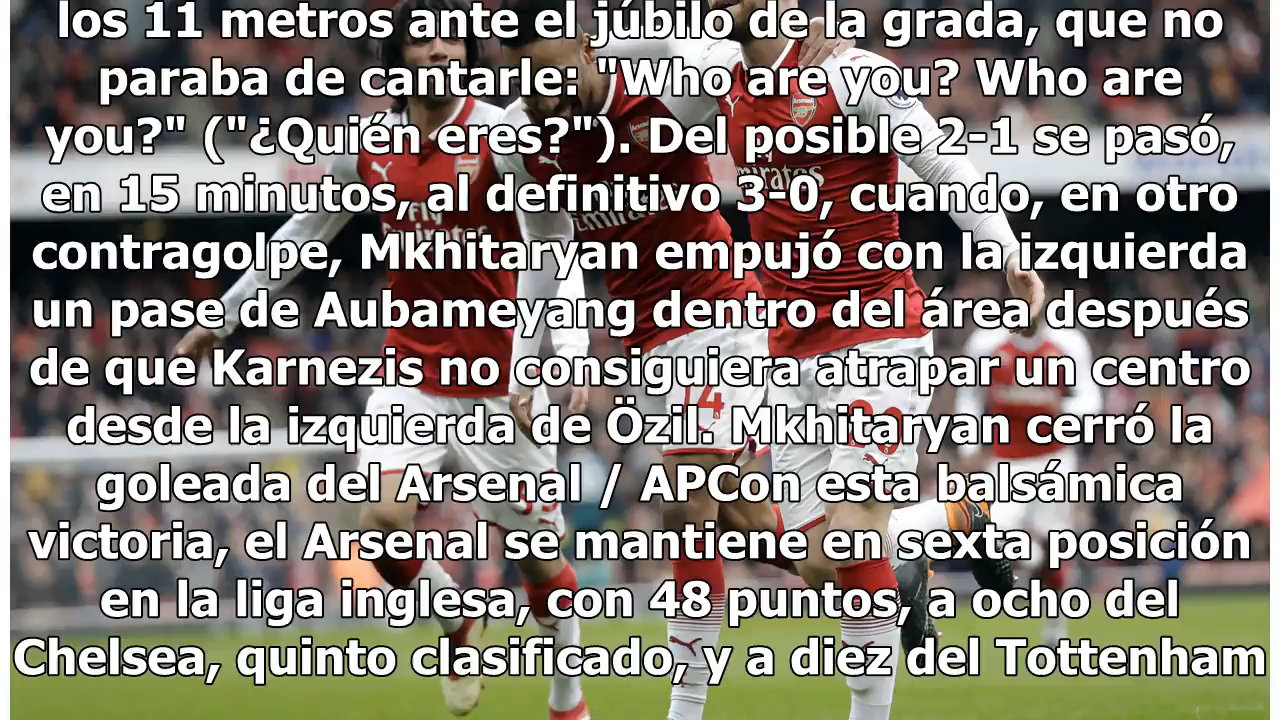 los 11 metros ante el júbilo de la grada, que no
paraba de cantarle: "Who are you? Who are
you?" ("¿Quién eres?"). Del posible 2-1 se pasó,
en 15 minutos, al definitivo 3-0, cuando, en otro
contragolpe, Mkhitaryan empujó con la izquierda
un pase de Aubameyang dentro del área después
de que Karnezis no consiguiera atrapar un centro
desde la izquierda de Özil. Mkhitaryan cerró la
goleada del Arsenal / APCon esta balsámica
victoria, el Arsenal se mantiene en sexta posición
en la liga inglesa, con 48 puntos, a ocho del
Chelsea, quinto clasificado, y a diez del Tottenham